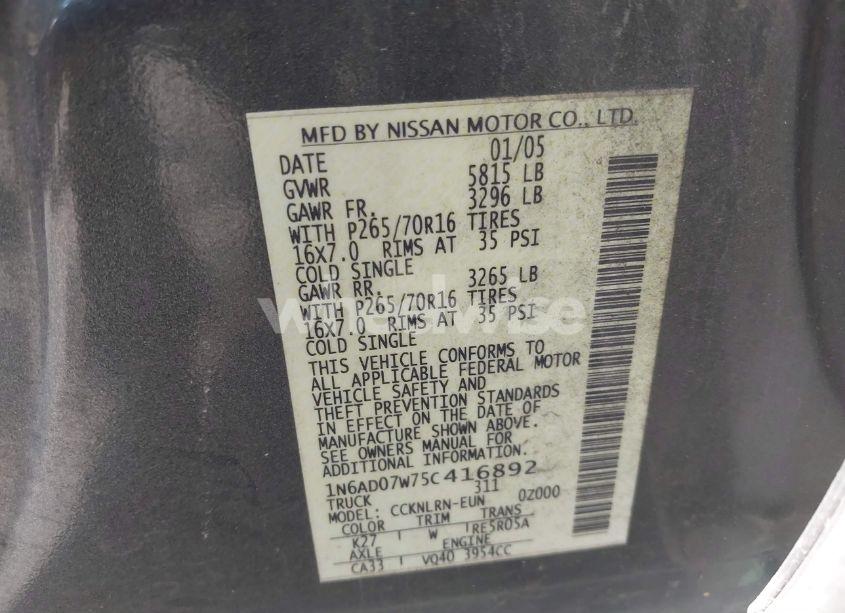 MFD BY NISSAN MOTOR CO., LTD.
DATE 01/05
GVWR 5815 LB
GAWR FR. 3296 LB
WITH P265/70R16 TIRES
16X7.0 RIMS AT 35 PSI
COLD SINGLE
GAWR RR. 3265 LB
WITH P265/70R16 TIRES
16X7.0 RIMS AT 35 PSI
COLD SINGLE
THIS VEHICLE CONFORMS TO
ALL APPLICABLE FEDERAL MOTOR
VEHICLE SAFETY AND
THEFT PREVENTION STANDARDS
IN EFFECT ON THE DATE OF
MANUFACTURE SHOWN ABOVE.
SEE OWNERS MANUAL FOR
ADDITIONAL INFORMATION.
1N6AD07W75C416892
TRUCK 311
MODEL CCKNLRN-EUN 0Z000
COLOR TRIM TRANS
K27 W RE5R05A
AXLE ENGINE
CA33 VQ40 3954CC
wheelwise